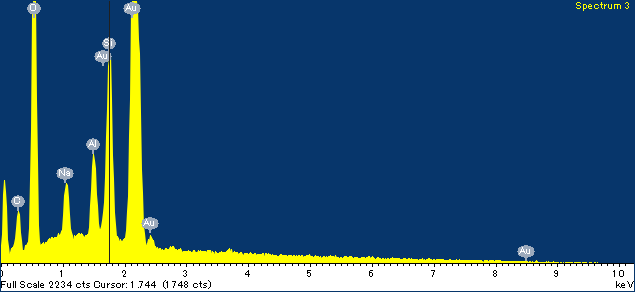 Spectrum 3
O Au
Si
Au
Al
Na
C
Au
Au
0 1 2 3 4 5 6 7 8 9 10
Full Scale 2234 cts Cursor: 1.744 (1748 cts) keV